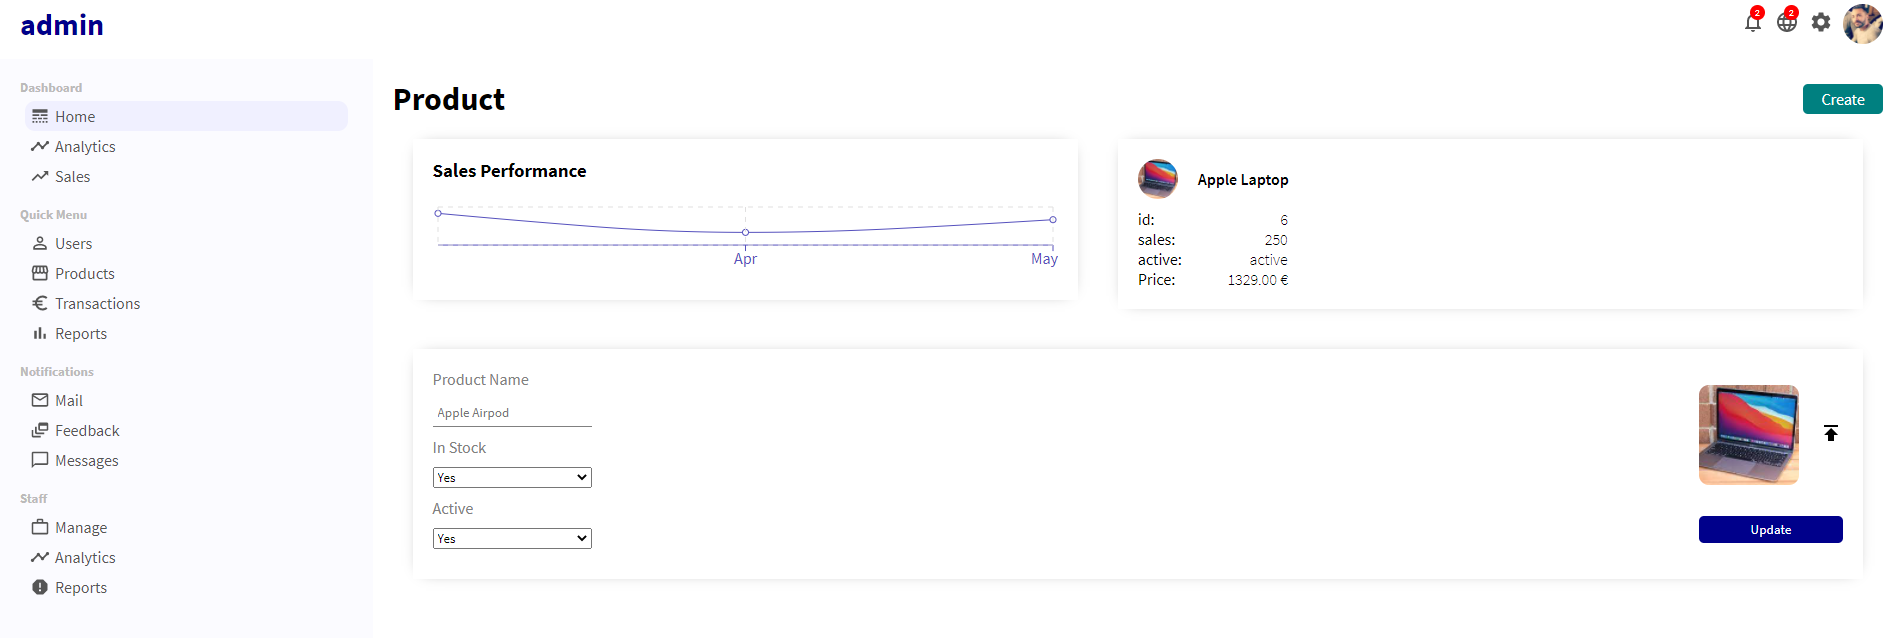 admin
2
2
Dashboard
Home
Analytics
Sales
Quick Menu
Users
Products
Transactions
Reports
Notifications
Mail
Feedback
Messages
Staff
Manage
Analytics
Reports
Product
Create
Sales Performance
Apr
May
Apple Laptop
id: 6
sales: 250
active: active
Price: 1329.00 €
Product Name
Apple Airpod
In Stock
Yes
Active
Yes
Update